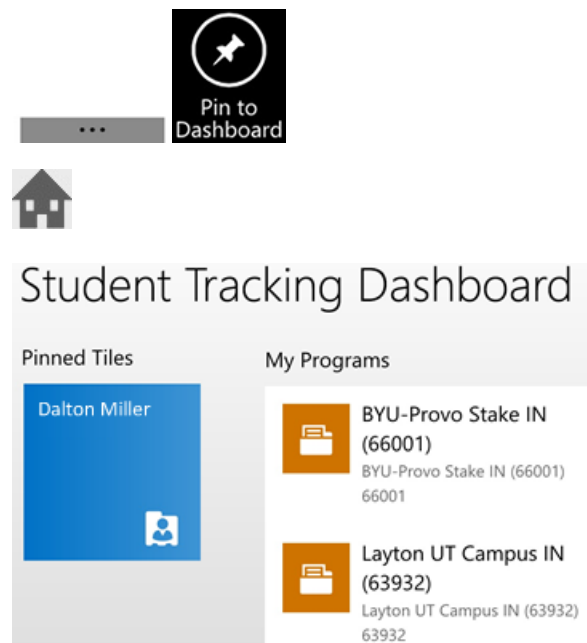 ...
Pin to
Dashboard
Student Tracking Dashboard
Pinned Tiles
Dalton Miller
My Programs
BYU-Provo Stake IN
(66001)
BYU-Provo Stake IN (66001)
66001
Layton UT Campus IN
(63932)
Layton UT Campus IN (63932)
63932